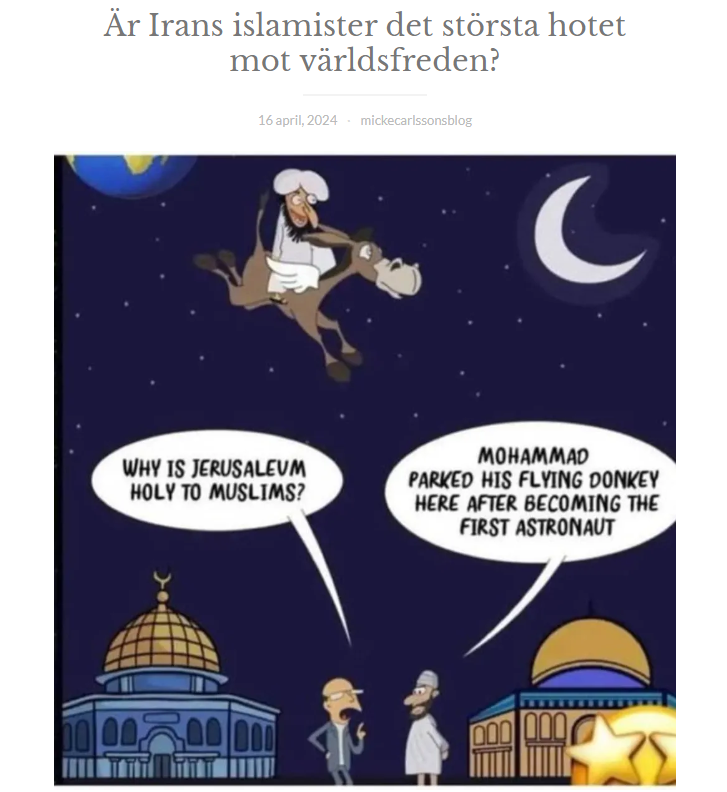 Är Irans islamister det största hotet
mot världsfreden?
16 april, 2024 · mickecarlssonsblog
WHY IS JERUSALEVM
HOLY TO MUSLIMS?
MOHAMMAD
PARKED HIS FLYING DONKEY
HERE AFTER BECOMING THE
FIRST ASTRONAUT